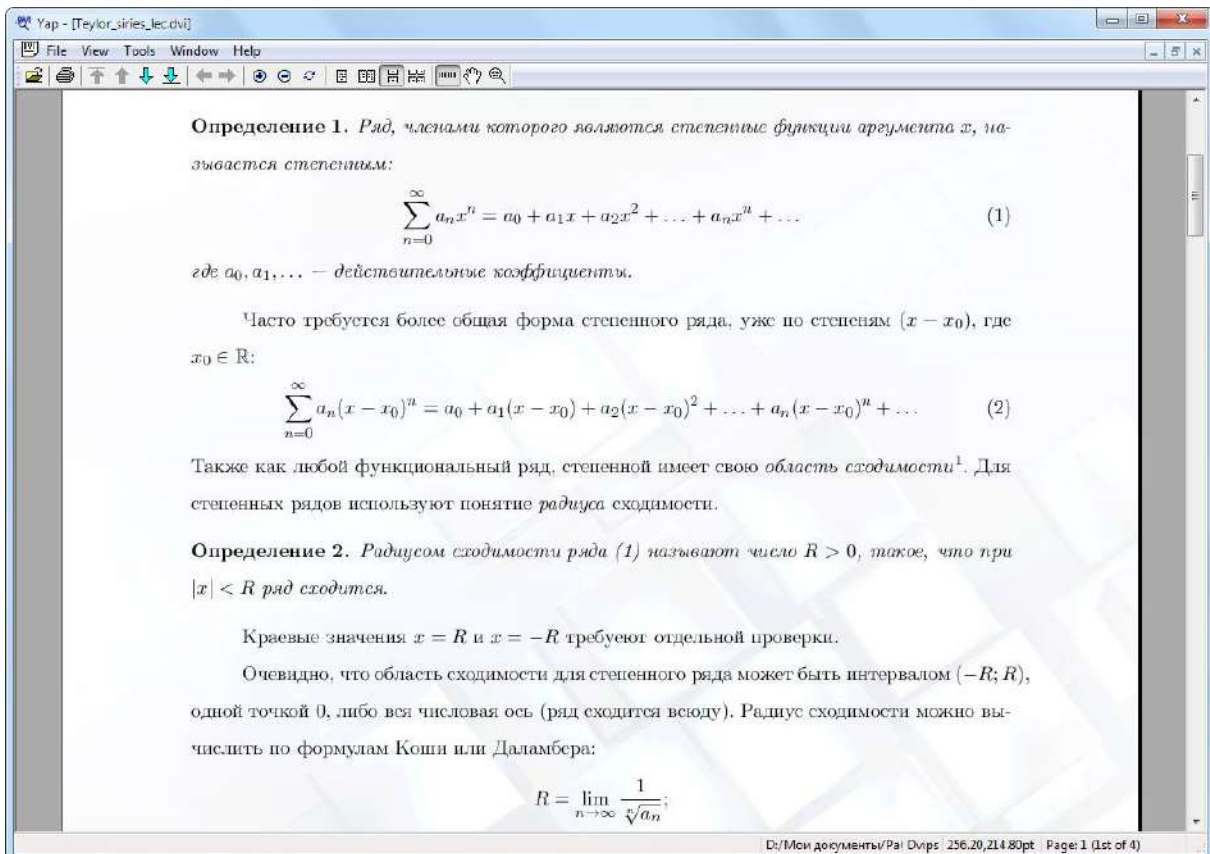 Yap - [Teylor_siries_lec.dvi]
File View Tools Window Help
Определение 1. Ряд, членами которого являются степенные функции аргумента x, на-
зывается степенным:
∑_{n=0}^{∞} a_n x^n = a_0 + a_1 x + a_2 x^2 + ... + a_n x^n + ... (1)
где a_0, a_1, ... — действительные коэффициенты.
Часто требуется более общая форма степенного ряда, уже по степеням (x − x_0), где
x_0 ∈ ℝ:
∑_{n=0}^{∞} a_n(x − x_0)^n = a_0 + a_1(x − x_0) + a_2(x − x_0)^2 + ... + a_n(x − x_0)^n + ... (2)
Также как любой функциональный ряд, степенной имеет свою область сходимости^1. Для
степенных рядов используют понятие радиуса сходимости.
Определение 2. Радиусом сходимости ряда (1) называют число R > 0, такое, что при
|x| < R ряд сходится.
Краевые значения x = R и x = −R требуеют отдельной проверки.
Очевидно, что область сходимости для степенного ряда может быть интервалом (−R; R),
одной точкой 0, либо вся числовая ось (ряд сходится всюду). Радиус сходимости можно вы-
числить по формулам Коши или Даламбера:
R = lim_{n→∞} 1/\sqrt[n]{a_n};
D:/Мои документы/Ра Dvips 256.20,214.80pt Page: 1 (1st of 4)